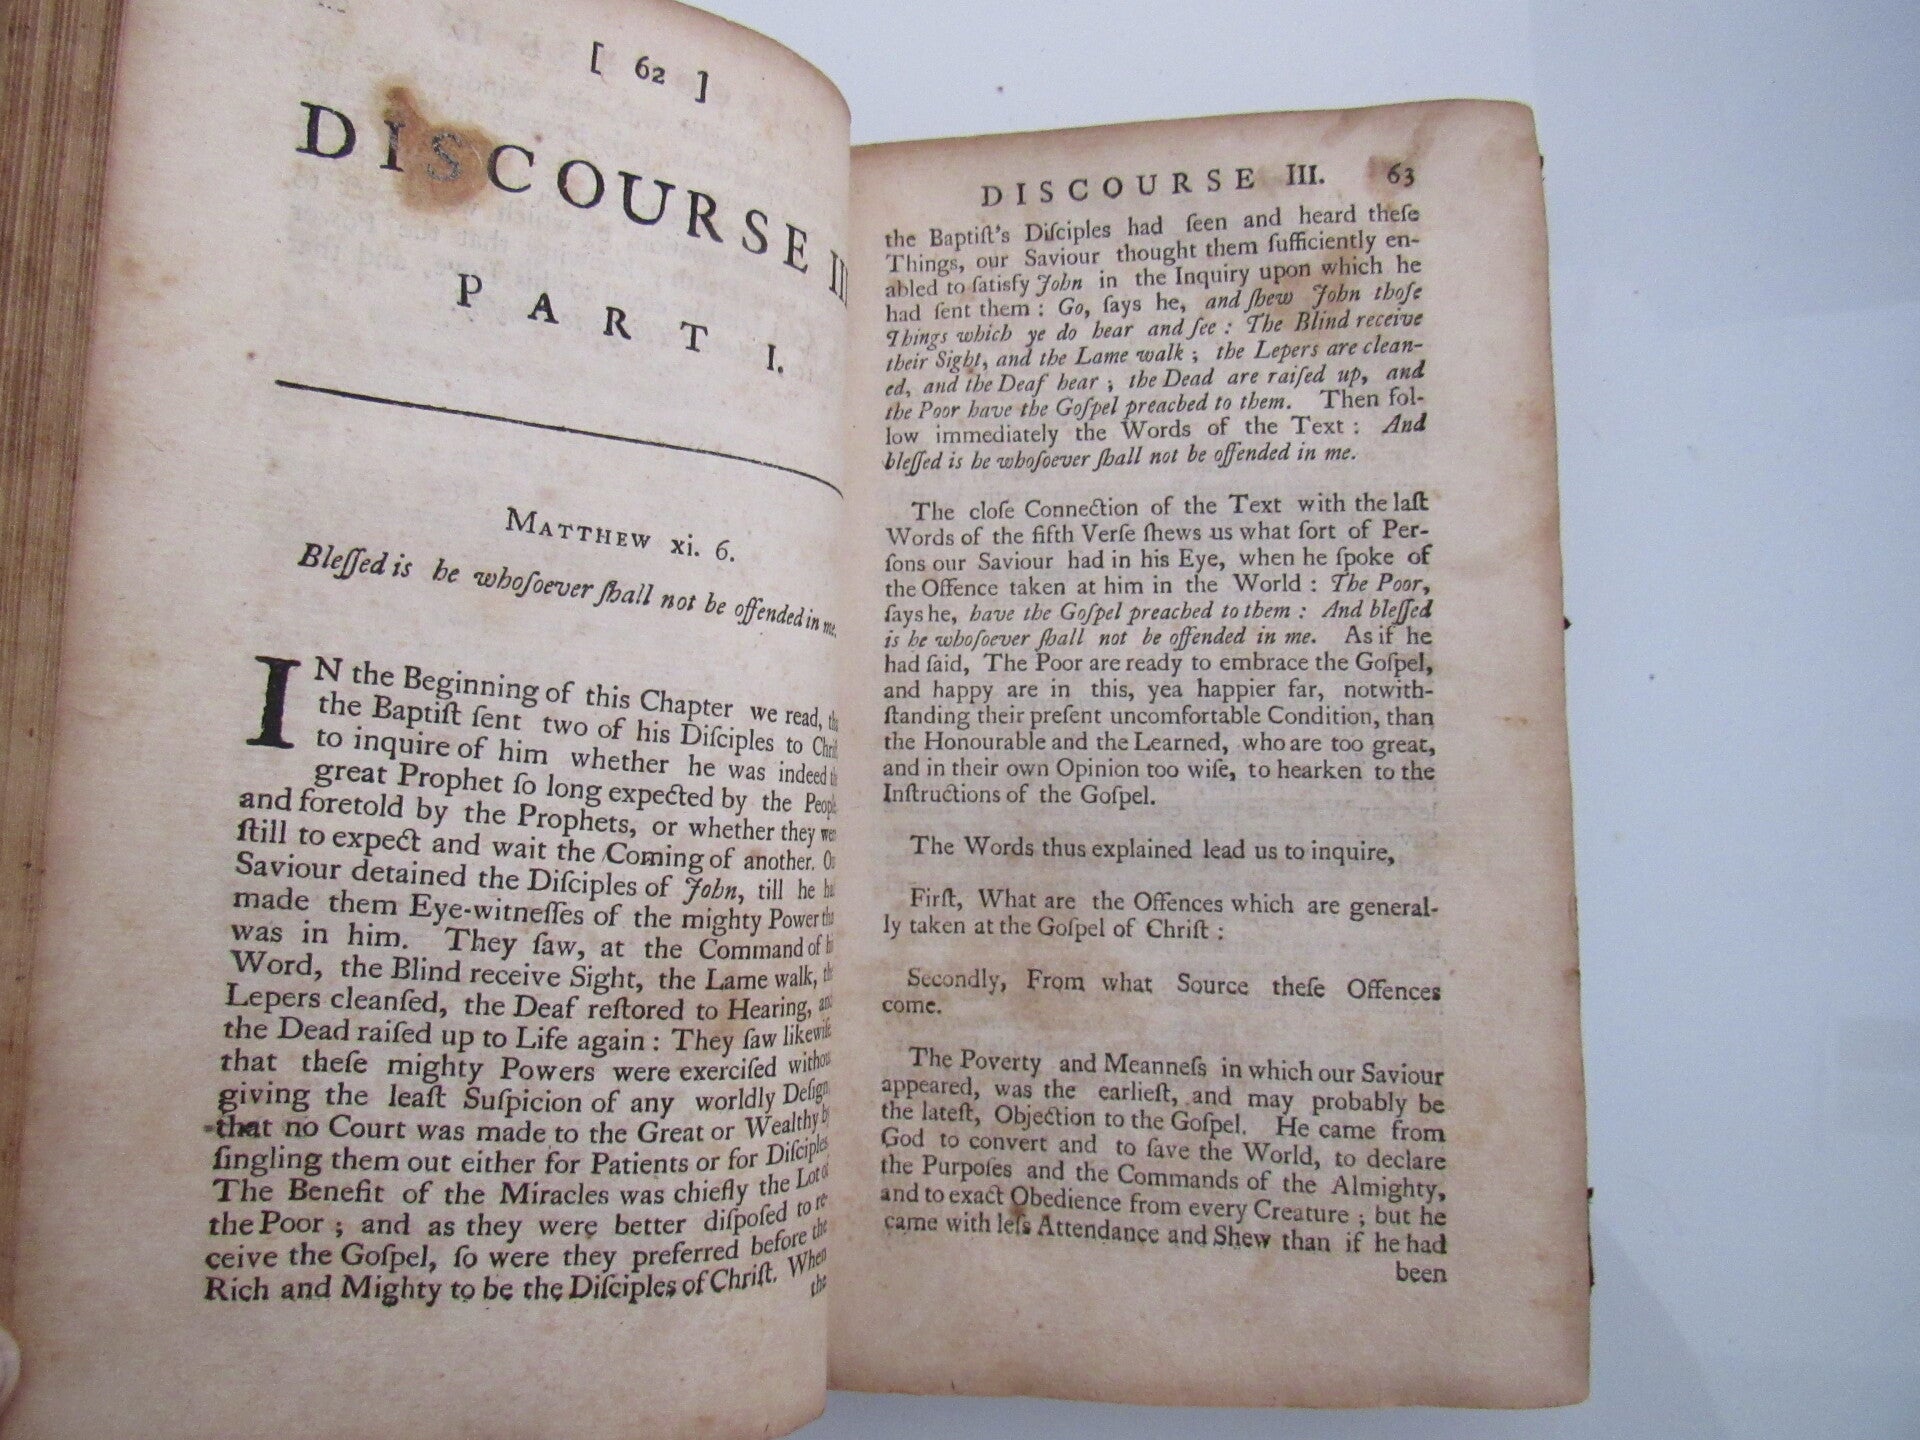 [ 62 ]
DISCOURSE III
PART I.
MATTHEW xi. 6.
Bleſſed is he whoſoever ſhall not be offended in me.
IN the Beginning of this Chapter we read,
the Baptiſt ſent two of his Diſciples to
to inquire of him whether he was indeed
great Prophet ſo long expected by the
and foretold by the Prophets, or whether they
ſtill to expect and wait the Coming of another.
Saviour detained the Diſciples of John, till he
made them Eye-witneſſes of the mighty Power
was in him. They ſaw, at the Command of
Word, the Blind receive Sight, the Lame walk,
Lepers cleanſed, the Deaf reſtored to Hearing, and
the Dead raiſed up to Life again : They ſaw likewiſe
that theſe mighty Powers were exerciſed without
giving the leaſt Suſpicion of any worldly Deſign,
that no Court was made to the Great or Wealthy by
ſingling them out either for Patients or for Diſciples
The Benefit of the Miracles was chiefly the Lot of
the Poor ; and as they were better diſpoſed to re-
ceive the Goſpel, ſo were they preferred before the
Rich and Mighty to be the Diſciples of Chriſt. When
the
DISCOURSE III. 63
the Baptiſt's Diſciples had ſeen and heard theſe
Things, our Saviour thought them ſufficiently en-
abled to ſatisfy John in the Inquiry upon which he
had ſent them : Go, ſays he, and ſhew John thoſe
Things which ye do hear and ſee : The Blind receive
their Sight, and the Lame walk ; the Lepers are clean-
ed, and the Deaf hear ; the Dead are raiſed up, and
the Poor have the Goſpel preached to them. Then fol-
low immediately the Words of the Text : And
bleſſed is he whoſoever ſhall not be offended in me.
The cloſe Connection of the Text with the laſt
Words of the fifth Verſe ſhews us what ſort of Per-
ſons our Saviour had in his Eye, when he ſpoke of
the Offence taken at him in the World : The Poor,
ſays he, have the Goſpel preached to them : And bleſſed
is he whoſoever ſhall not be offended in me. As if he
had ſaid, The Poor are ready to embrace the Goſpel,
and happy are in this, yea happier far, notwith-
ſtanding their preſent uncomfortable Condition, than
the Honourable and the Learned, who are too great,
and in their own Opinion too wiſe, to hearken to the
Inſtructions of the Goſpel.
The Words thus explained lead us to inquire,
Firſt, What are the Offences which are general-
ly taken at the Goſpel of Chriſt :
Secondly, From what Source theſe Offences
come.
The Poverty and Meanneſs in which our Saviour
appeared, was the earlieſt, and may probably be
the lateſt, Objection to the Goſpel. He came from
God to convert and to ſave the World, to declare
the Purpoſes and the Commands of the Almighty,
and to exact Obedience from every Creature ; but he
came with leſs Attendance and Shew than if he had
been